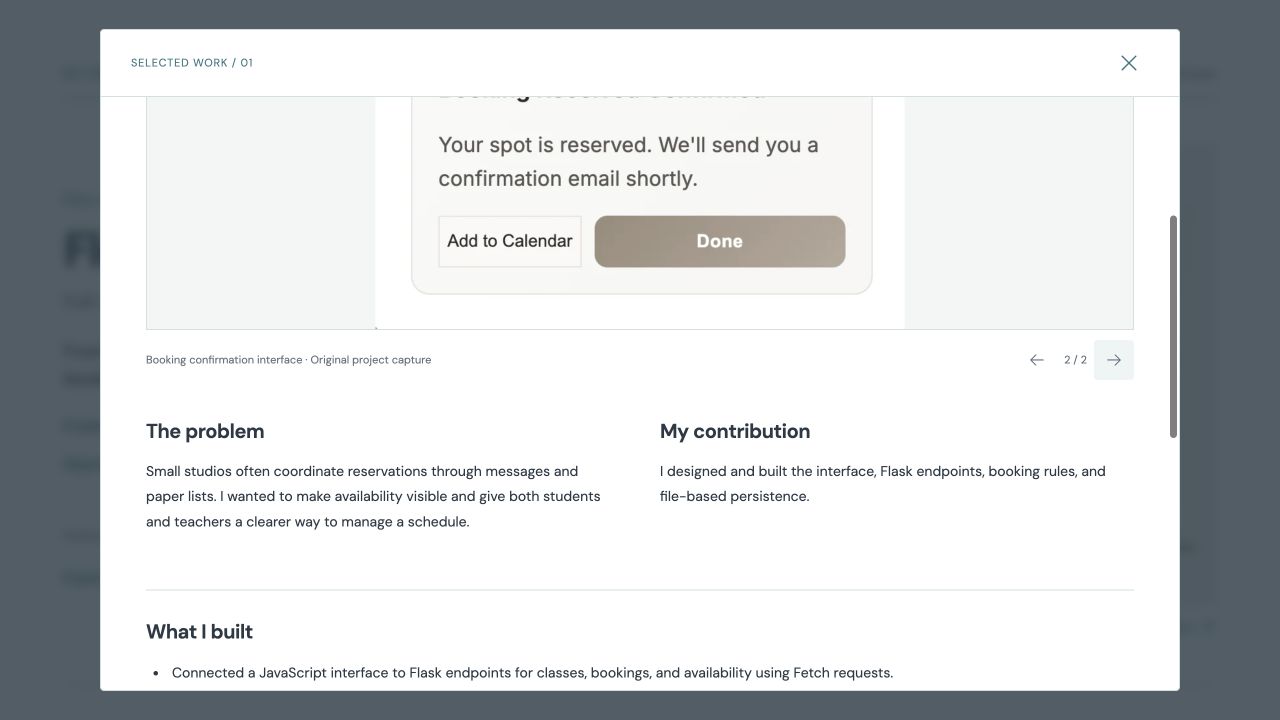 SELECTED WORK / 01
Your spot is reserved. We'll send you a
confirmation email shortly.
Add to Calendar
Done
Booking confirmation interface · Original project capture
2 / 2
The problem
Small studios often coordinate reservations through messages and
paper lists. I wanted to make availability visible and give both students
and teachers a clearer way to manage a schedule.
My contribution
I designed and built the interface, Flask endpoints, booking rules, and
file-based persistence.
What I built
• Connected a JavaScript interface to Flask endpoints for classes, bookings, and availability using Fetch requests.